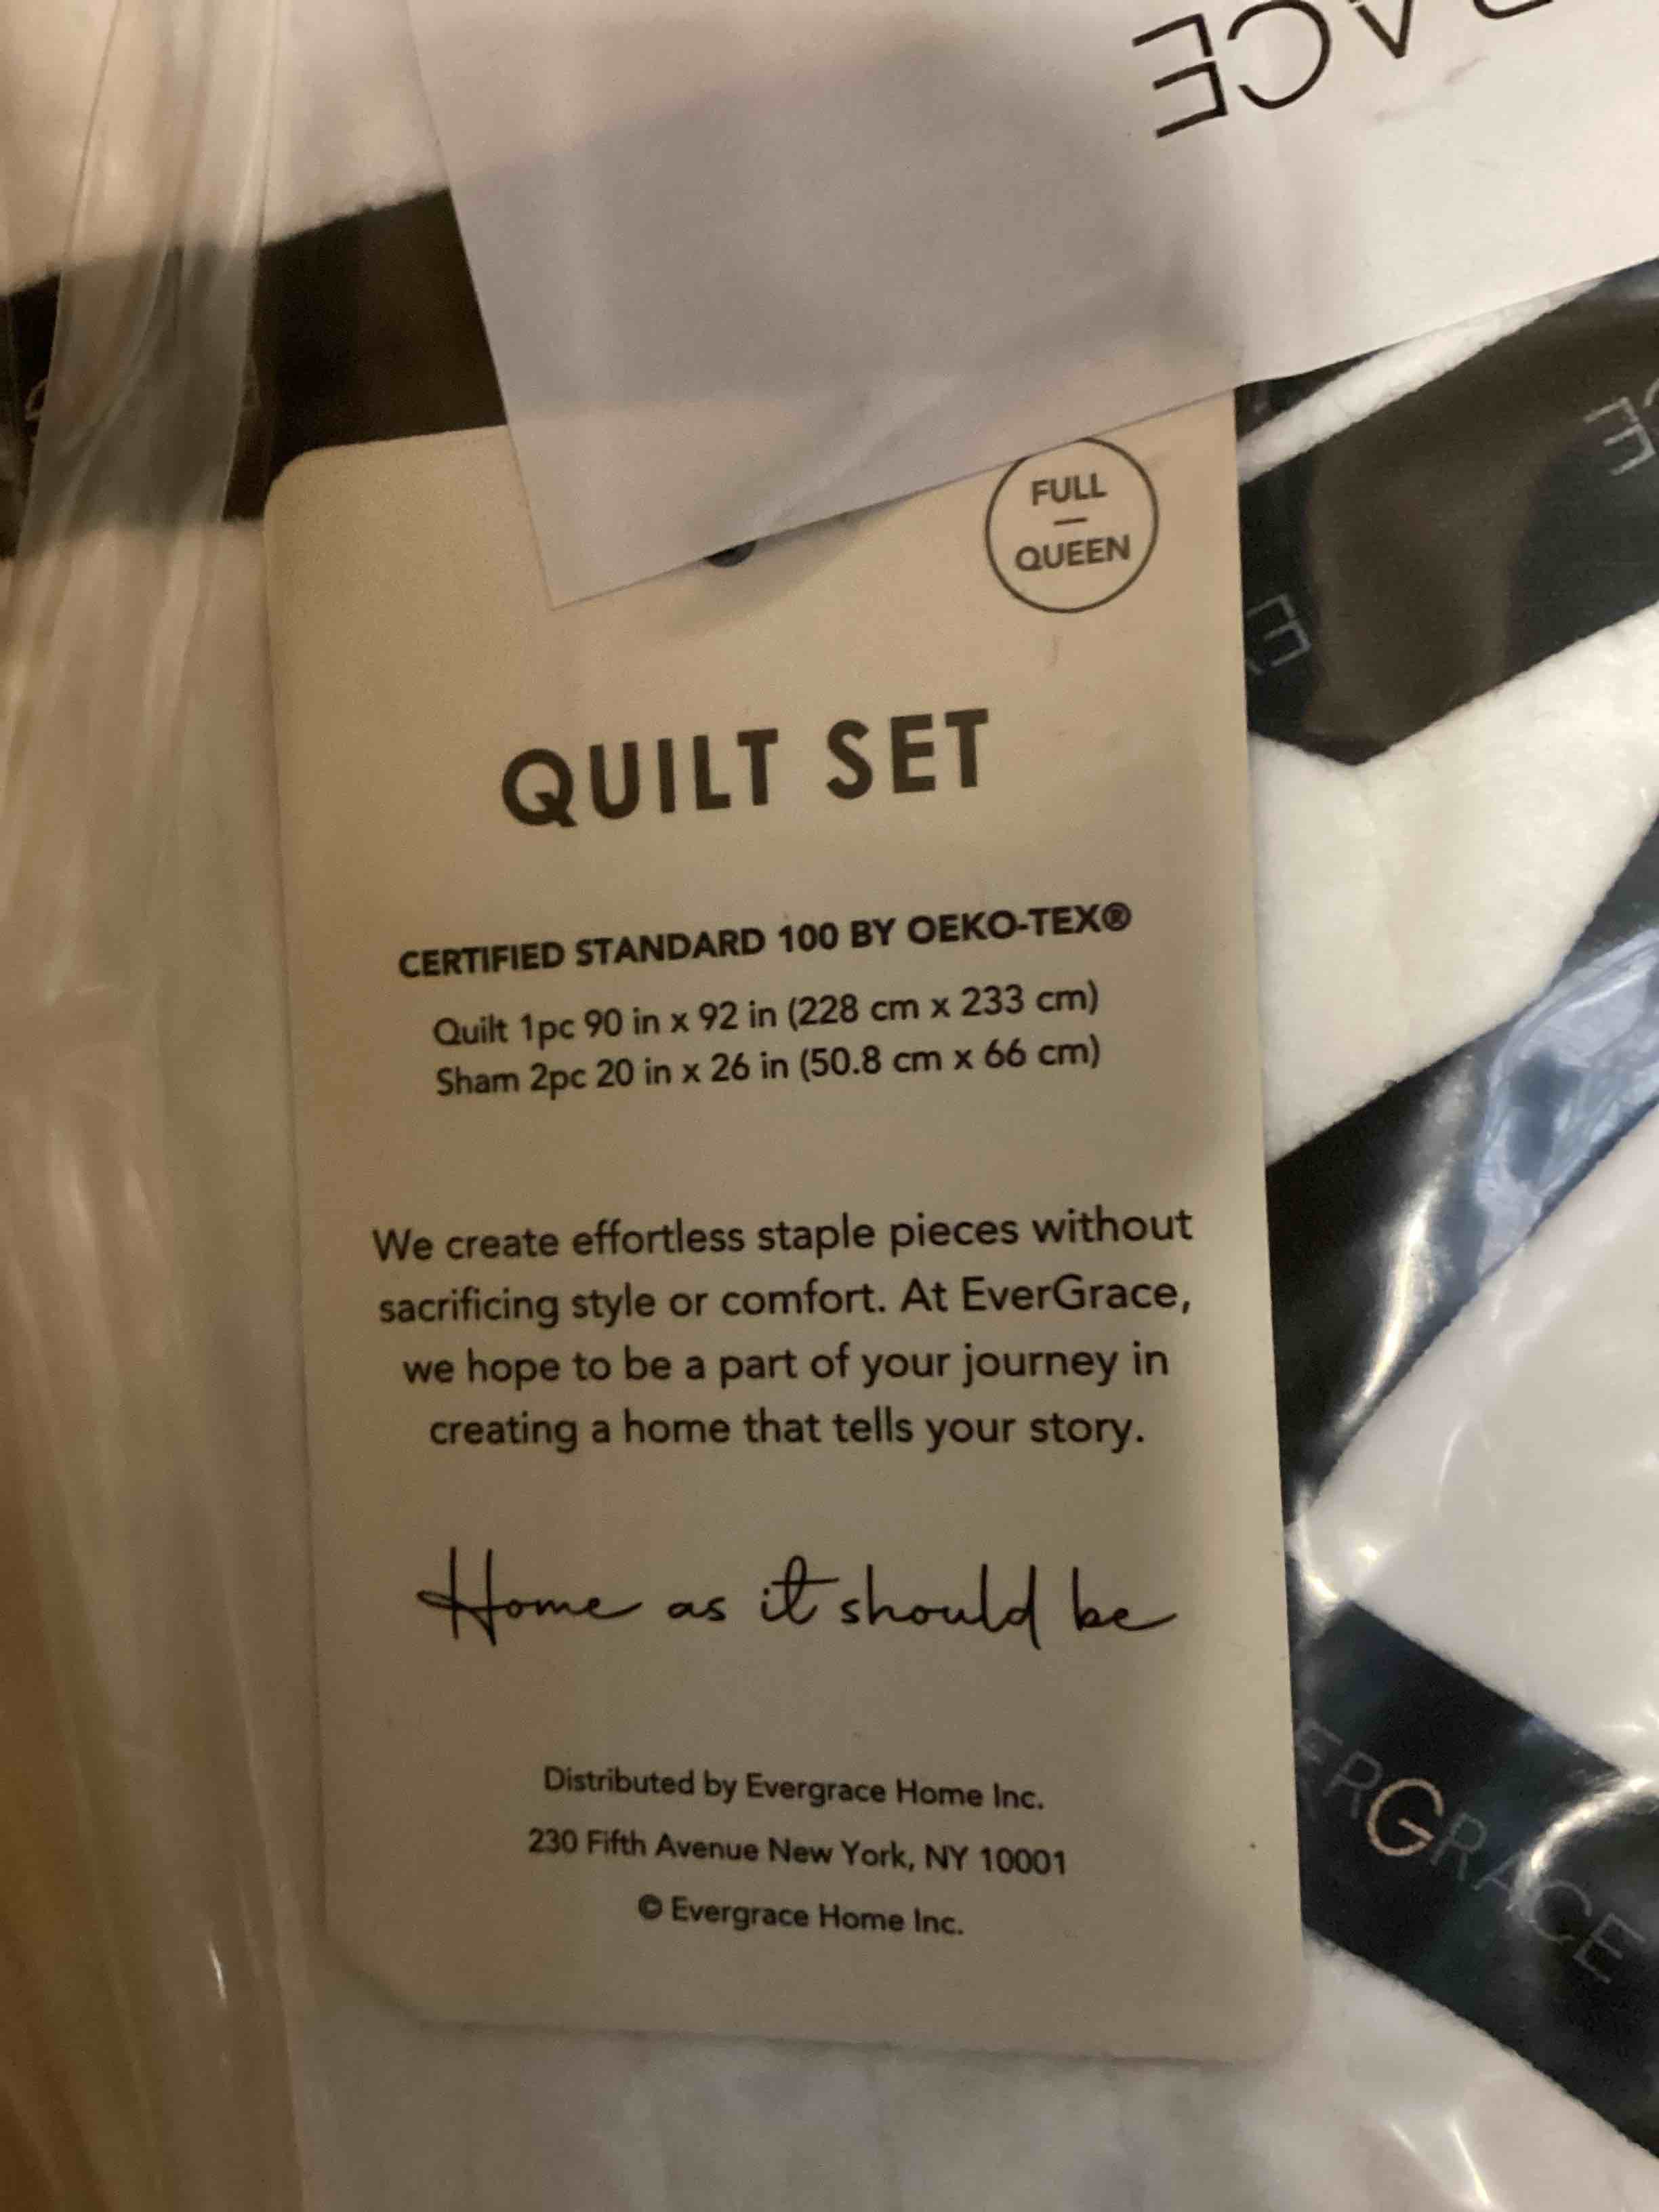 RACE
FULL
—
QUEEN
QUILT SET
CERTIFIED STANDARD 100 BY OEKO-TEX®
Quilt 1pc 90 in x 92 in (228 cm x 233 cm)
Sham 2pc 20 in x 26 in (50.8 cm x 66 cm)
We create effortless staple pieces without
sacrificing style or comfort. At EverGrace,
we hope to be a part of your journey in
creating a home that tells your story.
Home as it should be
Distributed by Evergrace Home Inc.
230 Fifth Avenue New York, NY 10001
© Evergrace Home Inc.
ERGRACE
CE
E